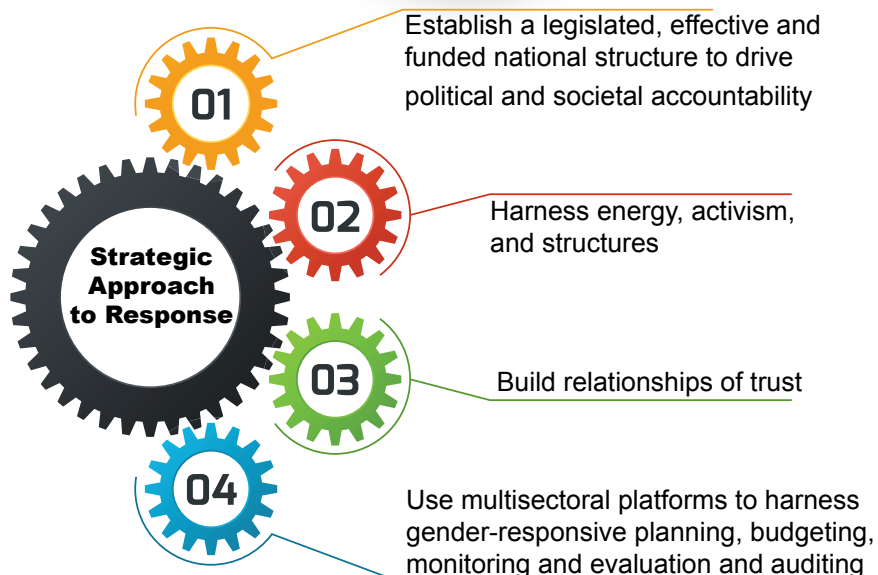 Strategic
Approach
to Response
01
Establish a legislated, effective and
funded national structure to drive
political and societal accountability
02
Harness energy, activism,
and structures
03
Build relationships of trust
04
Use multisectoral platforms to harness
gender-responsive planning, budgeting,
monitoring and evaluation and auditing